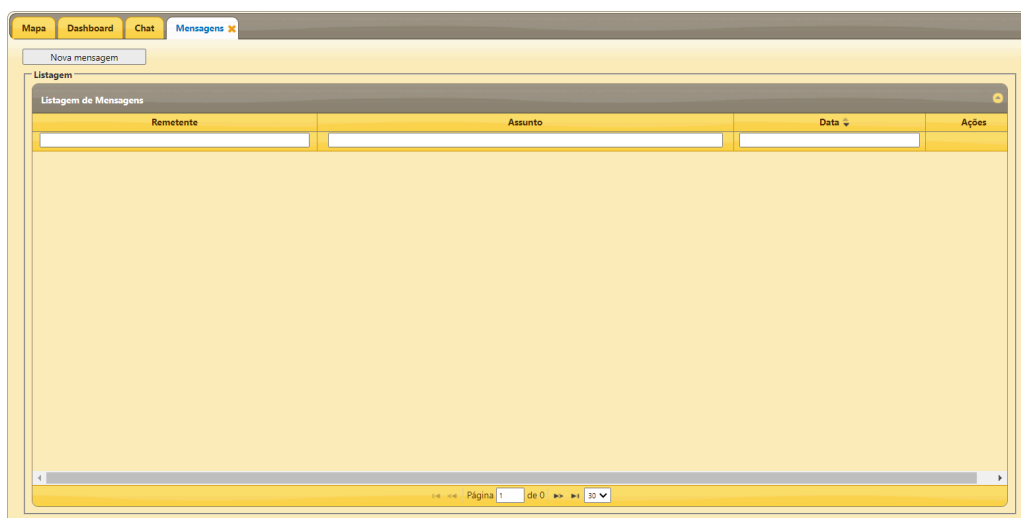 Mapa Dashboard Chat Mensagens
Nova mensagem
Listagem
Listagem de Mensagens
Remetente Assunto Data Ações
Página 1 de 0 30